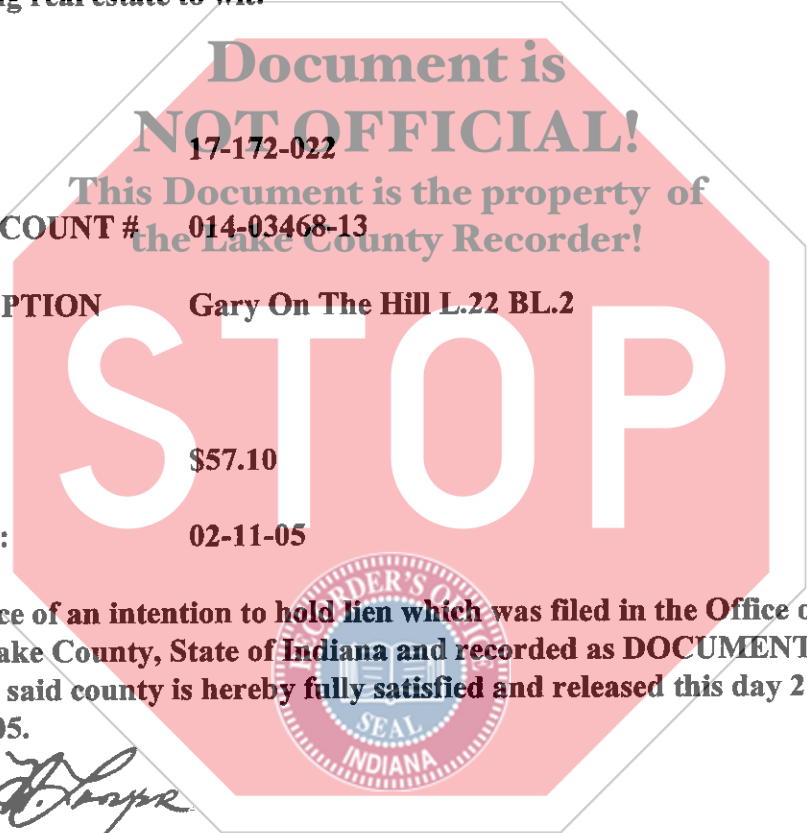 ng real estate to wit:
Document is
NOT OFFICIAL!
17-172-022
This Document is the property of
COUNT # 014-03468-13
the Lake County Recorder!
PTION Gary On The Hill L.22 BL.2
STOP
$57.10
: 02-11-05
ce of an intention to hold lien which was filed in the Office o
ake County, State of Indiana and recorded as DOCUMENT
said county is hereby fully satisfied and released this day 2
05.
RECORDER'S OFFICE
SEAL
INDIANA